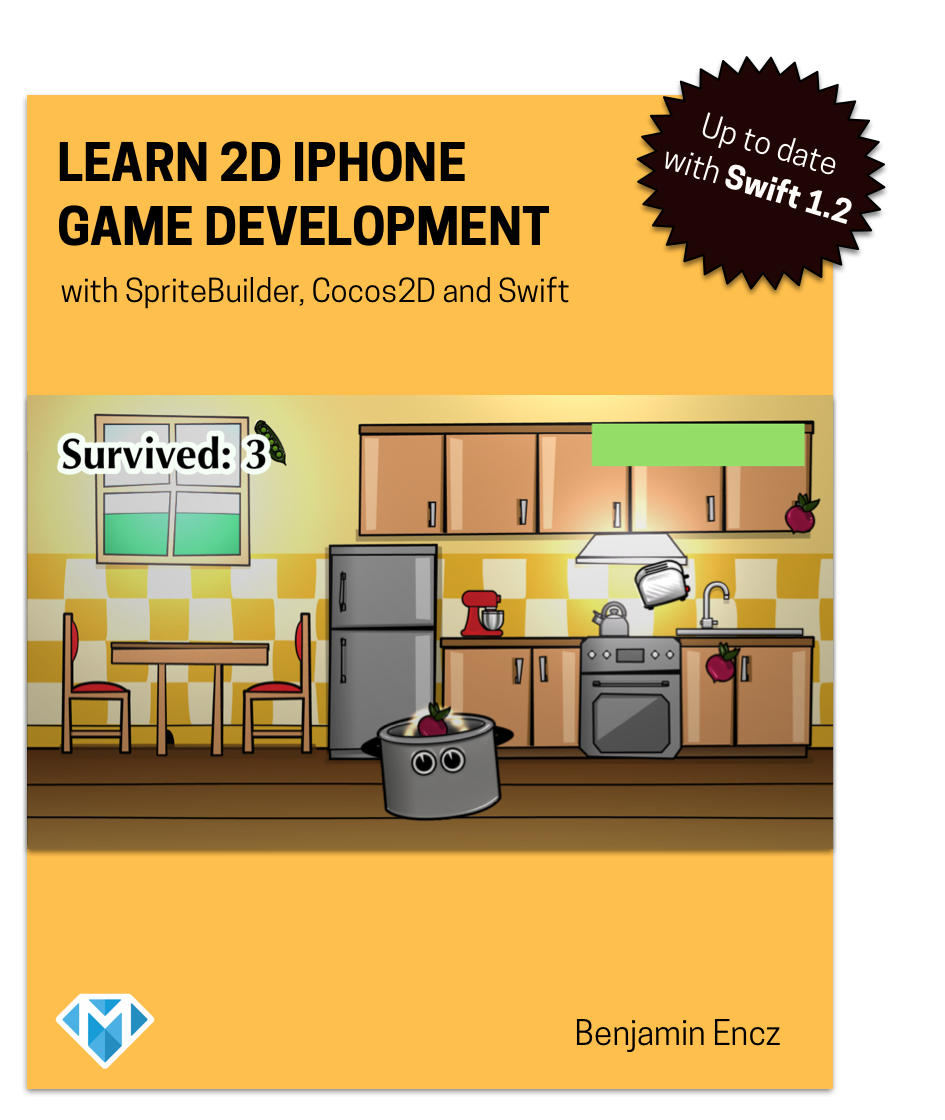 Up to date
with Swift 1.2
LEARN 2D IPHONE
GAME DEVELOPMENT
with SpriteBuilder, Cocos2D and Swift
Survived: 3
M
Benjamin Encz